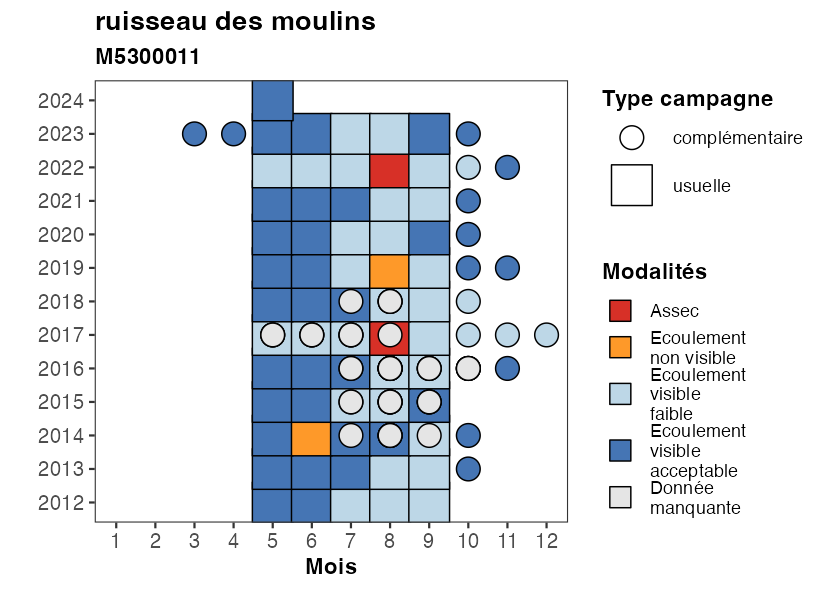 ruisseau des moulins
M5300011
2024
2023
2022
2021
2020
2019
2018
2017
2016
2015
2014
2013
2012
1 2 3 4 5 6 7 8 9 10 11 12
Mois
Type campagne
complémentaire
usuelle
Modalités
Assec
Ecoulement
non visible
Ecoulement
visible
faible
Ecoulement
visible
acceptable
Donnée
manquante